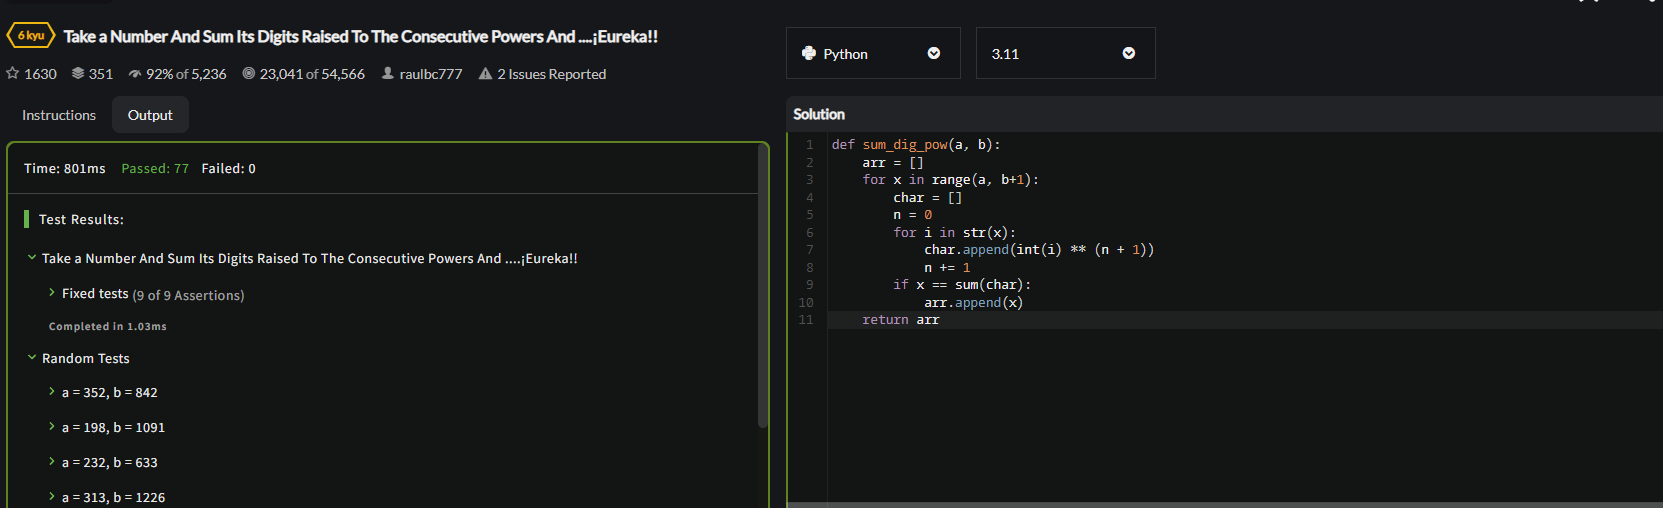 6 kyu Take a Number And Sum Its Digits Raised To The Consecutive Powers And ....¡Eureka!!
1630 351 92% of 5,236 23,041 of 54,566 raulbc777 2 Issues Reported
Instructions Output
Time: 801ms Passed: 77 Failed: 0
Test Results:
Take a Number And Sum Its Digits Raised To The Consecutive Powers And ....¡Eureka!!
Fixed tests (9 of 9 Assertions)
Completed in 1.03ms
Random Tests
a = 352, b = 842
a = 198, b = 1091
a = 232, b = 633
a = 313, b = 1226
Python 3.11
Solution
1 def sum_dig_pow(a, b):
2     arr = []
3     for x in range(a, b+1):
4         char = []
5         n = 0
6         for i in str(x):
7             char.append(int(i) ** (n + 1))
8             n += 1
9         if x == sum(char):
10             arr.append(x)
11     return arr